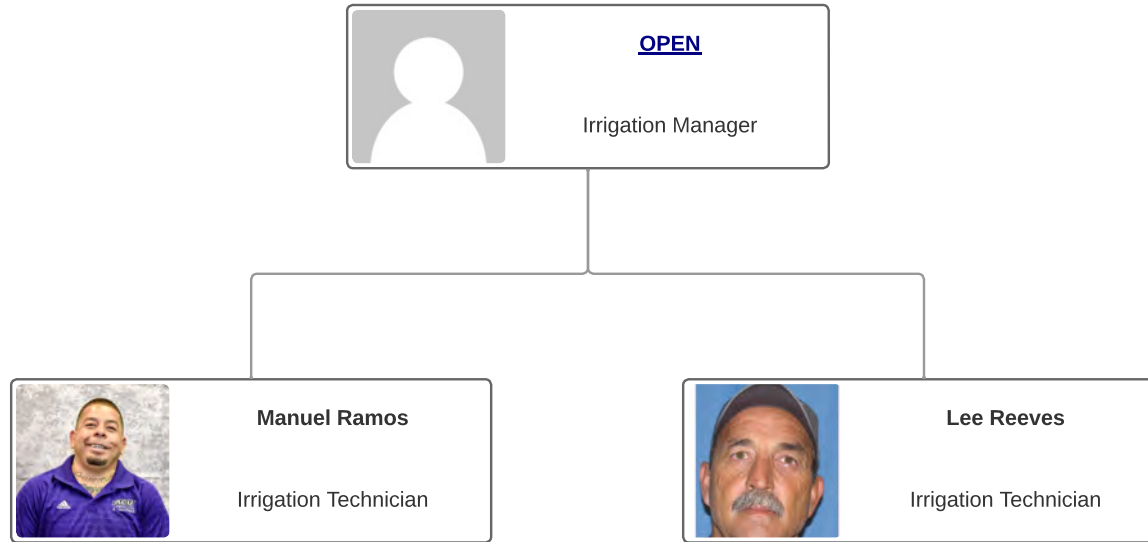 OPEN
Irrigation Manager
Manuel Ramos
Irrigation Technician
Lee Reeves
Irrigation Technician